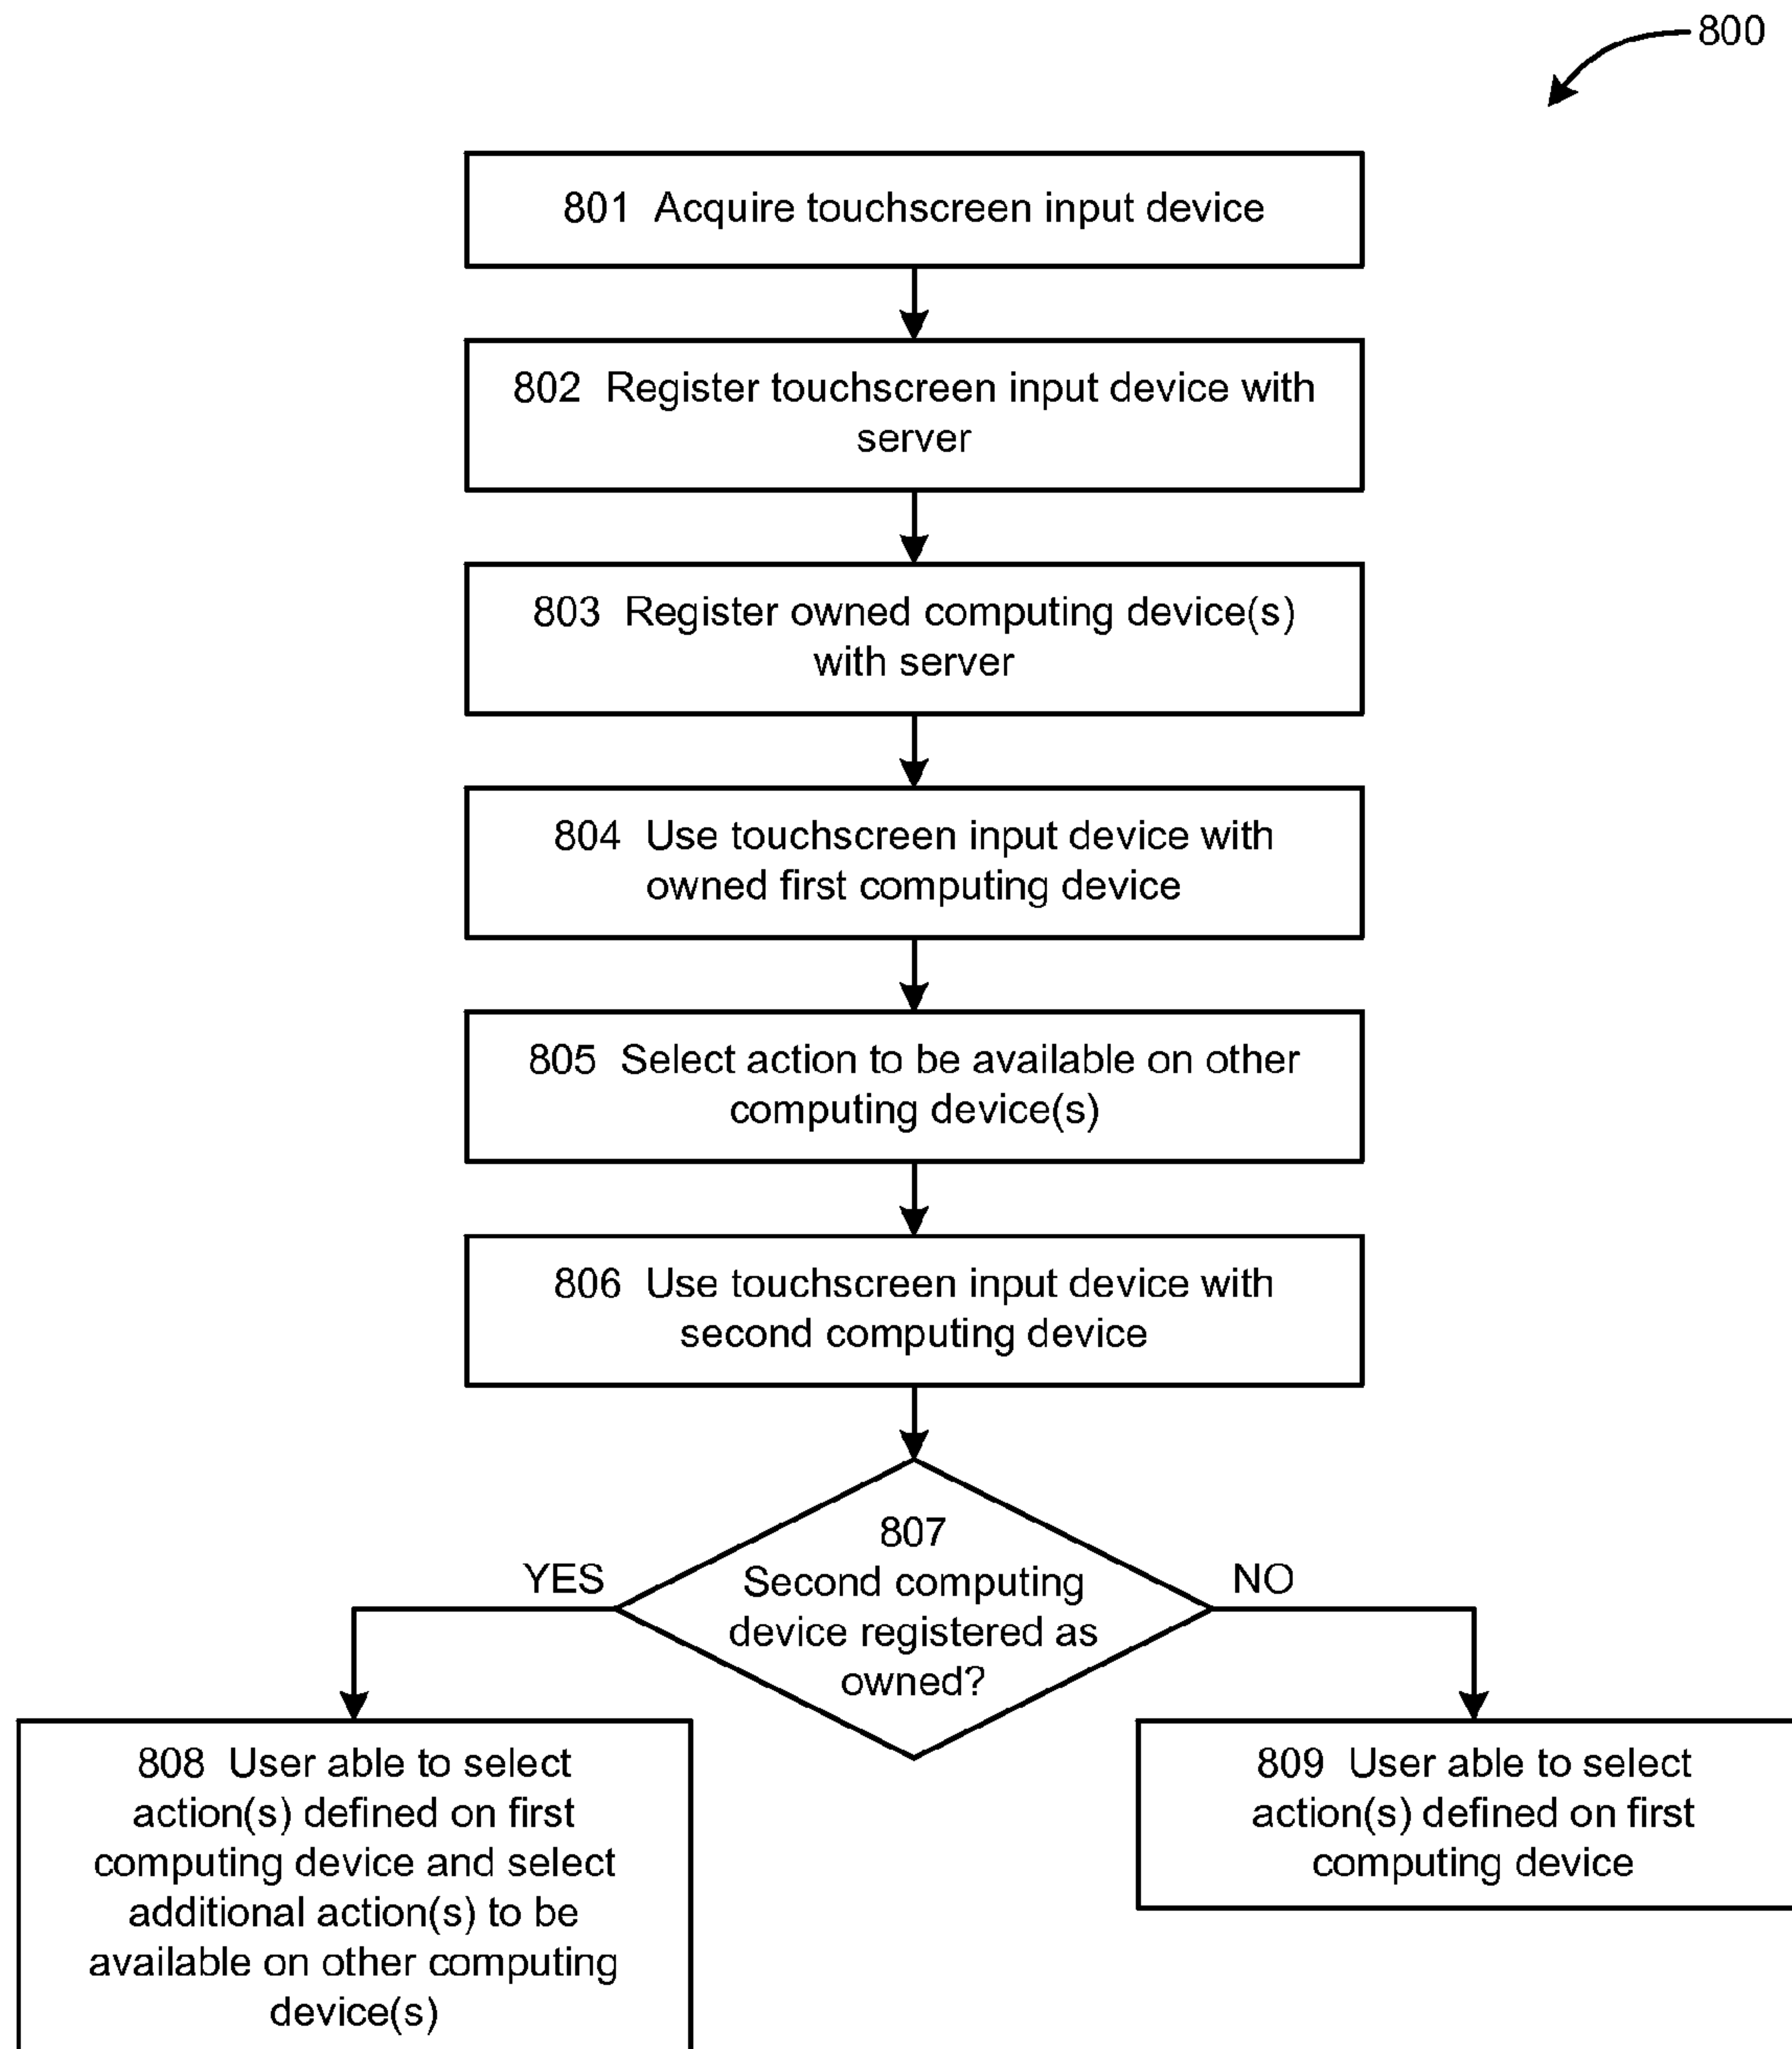 800
801 Acquire touchscreen input device
802 Register touchscreen input device with
server
803 Register owned computing device(s)
with server
804 Use touchscreen input device with
owned first computing device
805 Select action to be available on other
computing device(s)
806 Use touchscreen input device with
second computing device
807
Second computing
device registered as
owned?
YES
NO
808 User able to select
action(s) defined on first
computing device and select
additional action(s) to be
available on other computing
device(s)
809 User able to select
action(s) defined on first
computing device